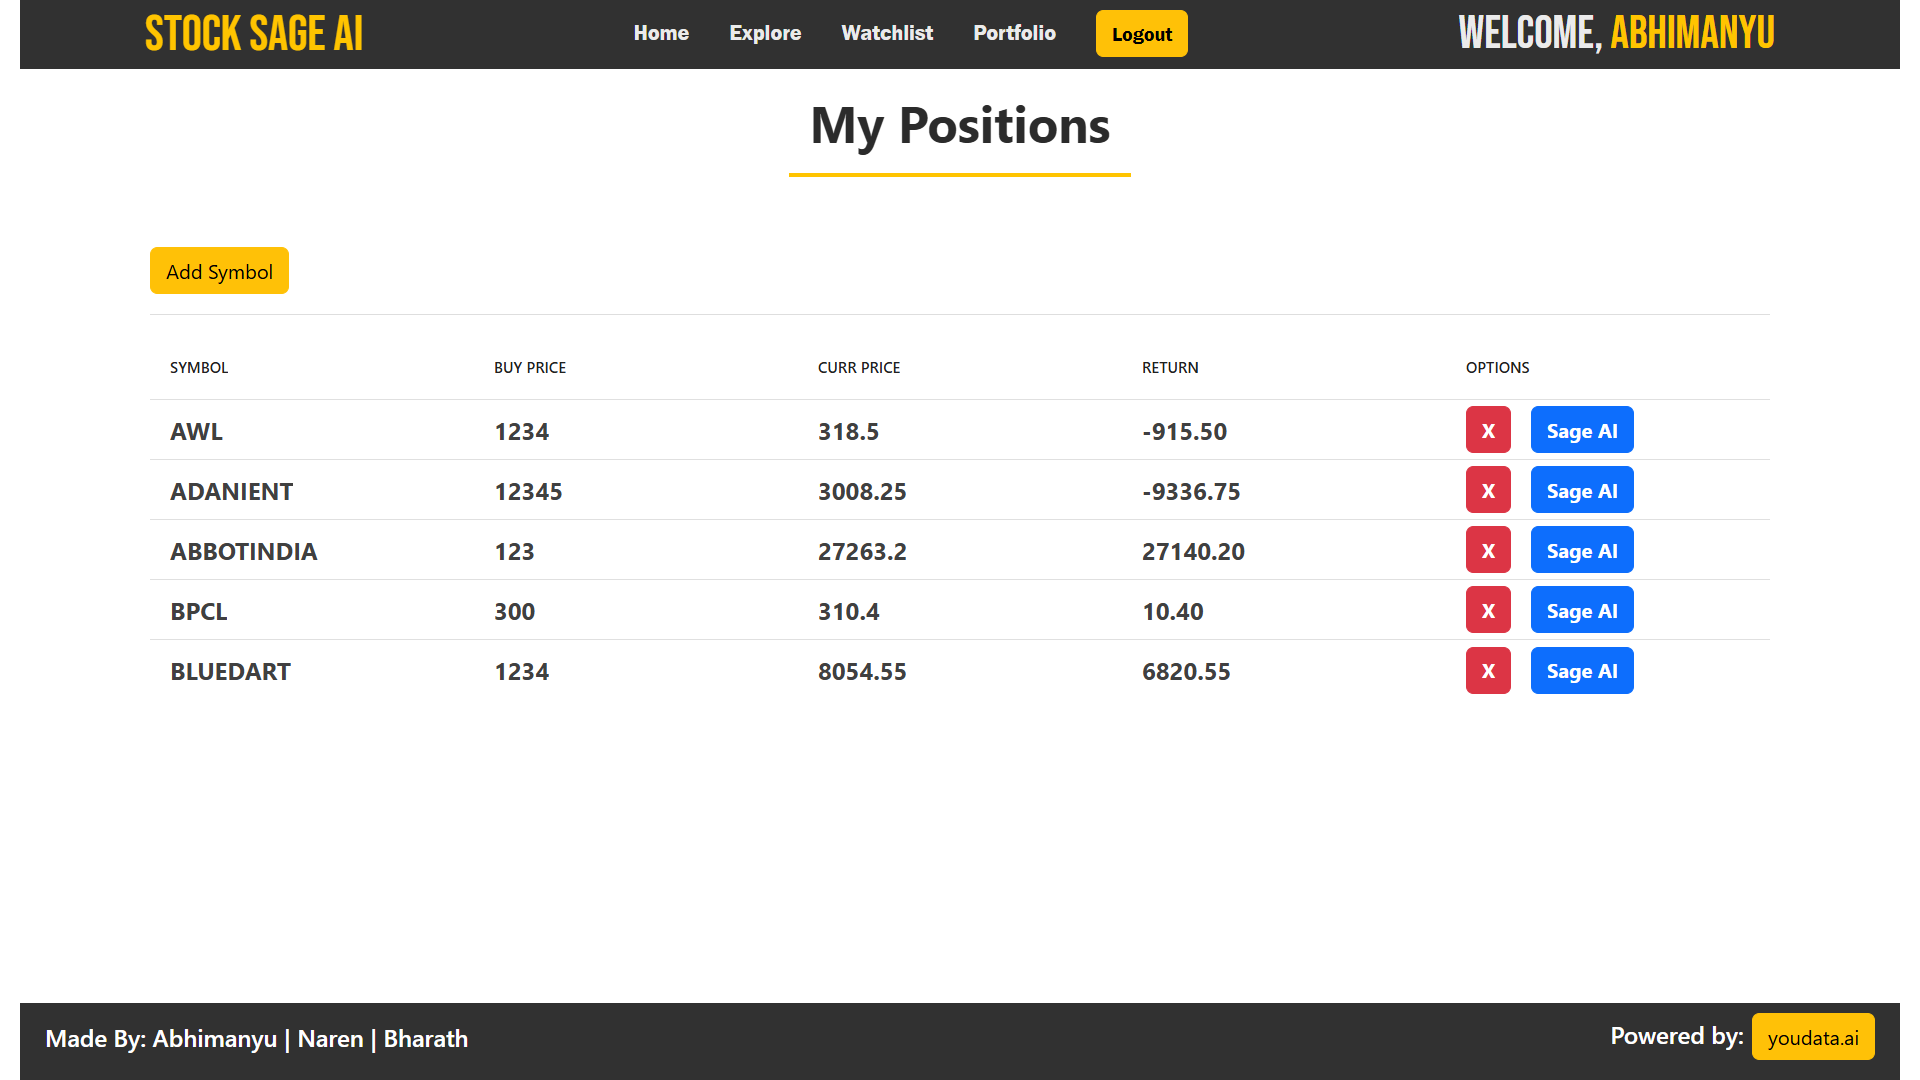 STOCK SAGE AI Home Explore Watchlist Portfolio Logout WELCOME, ABHIMANYU
My Positions
Add Symbol
SYMBOL BUY PRICE CURR PRICE RETURN OPTIONS
AWL 1234 318.5 -915.50 X Sage AI
ADANIENT 12345 3008.25 -9336.75 X Sage AI
ABBOTINDIA 123 27263.2 27140.20 X Sage AI
BPCL 300 310.4 10.40 X Sage AI
BLUEDART 1234 8054.55 6820.55 X Sage AI
Made By: Abhimanyu | Naren | Bharath Powered by: youdata.ai